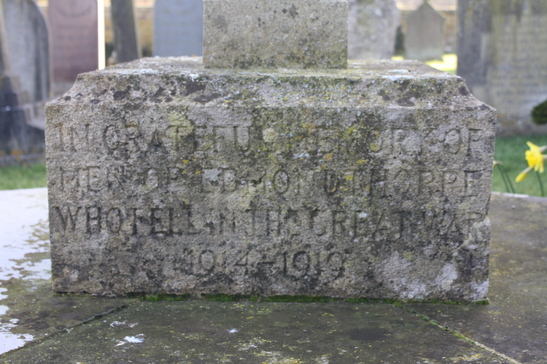 IN GRATEFUL MEMORY OF
MEN OF EDMONDTHORPE
WHO FELL IN THE GREAT WAR
1914-1919